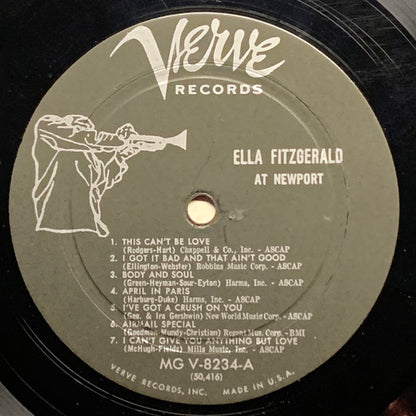 Verve
RECORDS
ELLA FITZGERALD
AT NEWPORT
1. THIS CAN'T BE LOVE
(Rodgers-Hart) Chappell & Co., Inc. - ASCAP
2. I GOT IT BAD AND THAT AIN'T GOOD
(Ellington-Webster) Robbins Music Corp. - ASCAP
3. BODY AND SOUL
(Green-Heyman-Sour-Eyton) Harms, Inc. - ASCAP
4. APRIL IN PARIS
(Harburg-Duke) Harms, Inc. - ASCAP
5. I'VE GOT A CRUSH ON YOU
(Geo. & Ira Gershwin) New World Music Corp. - ASCAP
6. AIRMAIL SPECIAL
(Goodman-Mundy-Christian) Regent Mus. Corp. - BMI
7. I CAN'T GIVE YOU ANYTHING BUT LOVE
(McHugh-Fields) Mills Music, Inc. - ASCAP
MG V-8234-A
(50,416)
VERVE RECORDS, INC. MADE IN U.S.A.